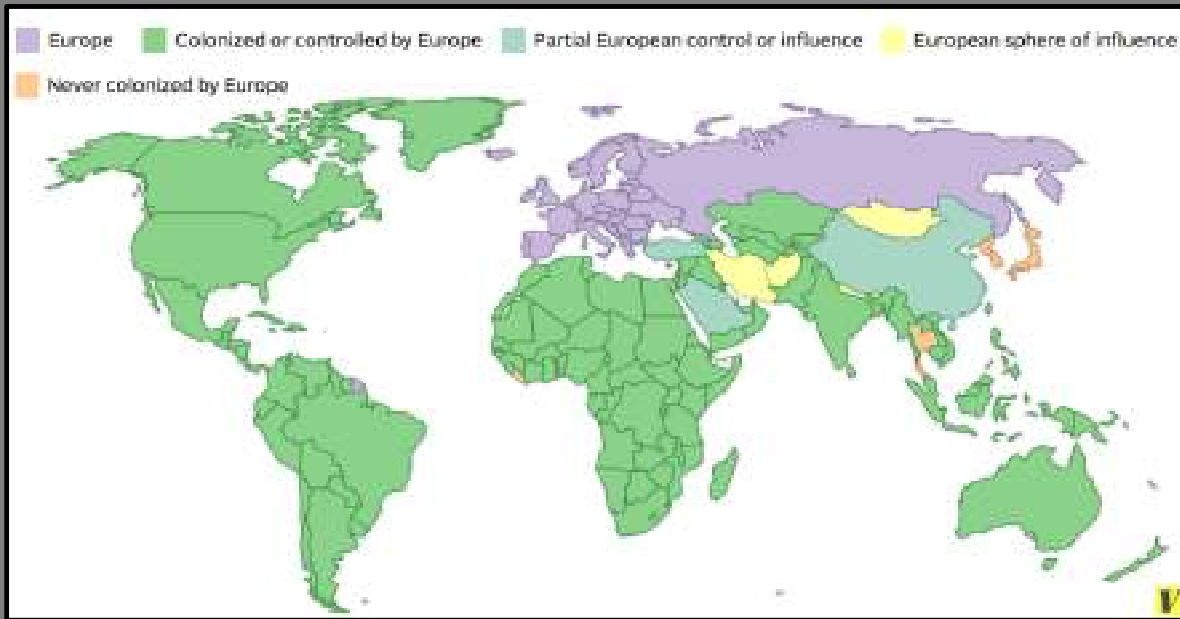 Europe Colonized or controlled by Europe Partial European control or influence European sphere of influence
Never colonized by Europe
V